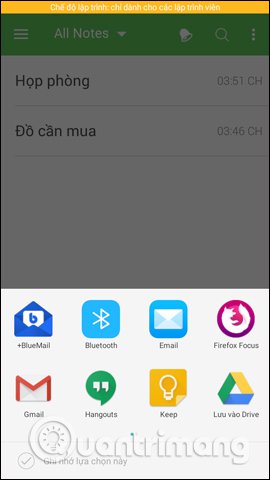 Chế độ lập trình: chỉ dành cho các lập trình viên
All Notes
Họp phòng 03:51 CH
Đồ cần mua 03:46 CH
+BlueMail Bluetooth Email Firefox Focus
Gmail Hangouts Keep Lưu vào Drive
Quantrimang
Ghi nhớ lựa chọn này